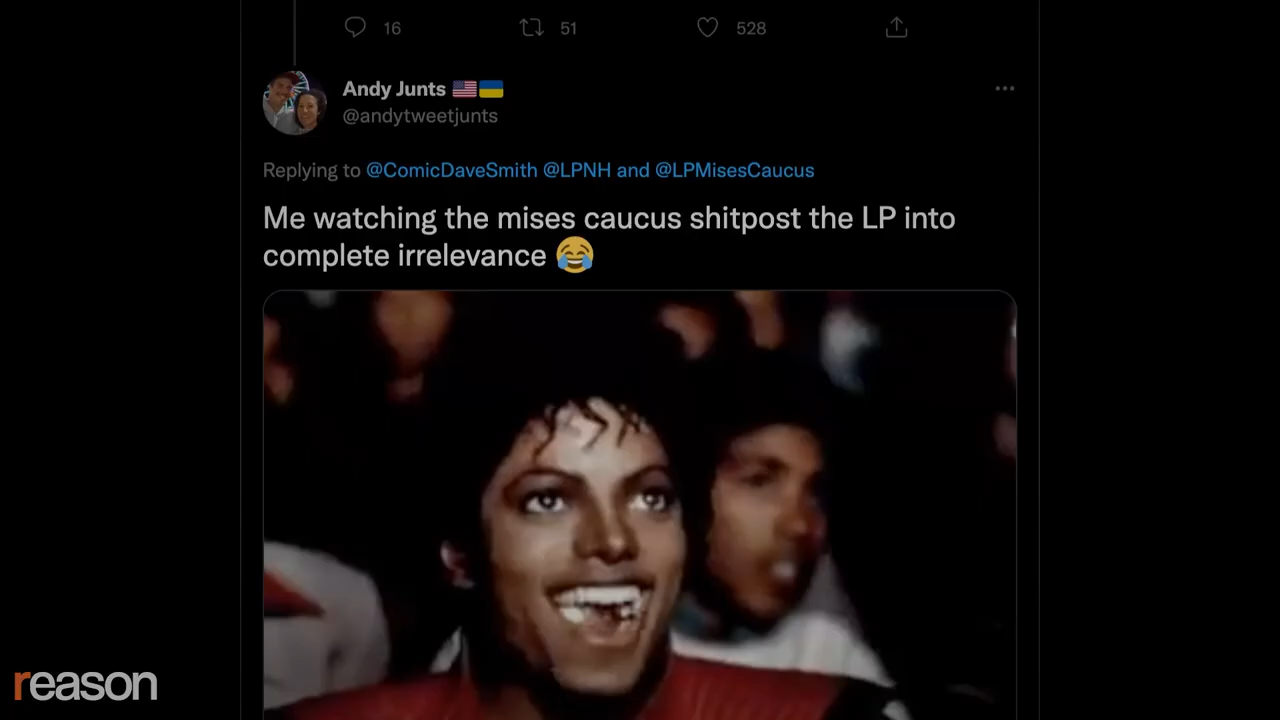 16 51 528
Andy Junts 🇺🇸🇺🇦
@andytweetjunts
Replying to @ComicDaveSmith @LPNH and @LPMisesCaucus
Me watching the mises caucus shitpost the LP into
complete irrelevance 😂
reason